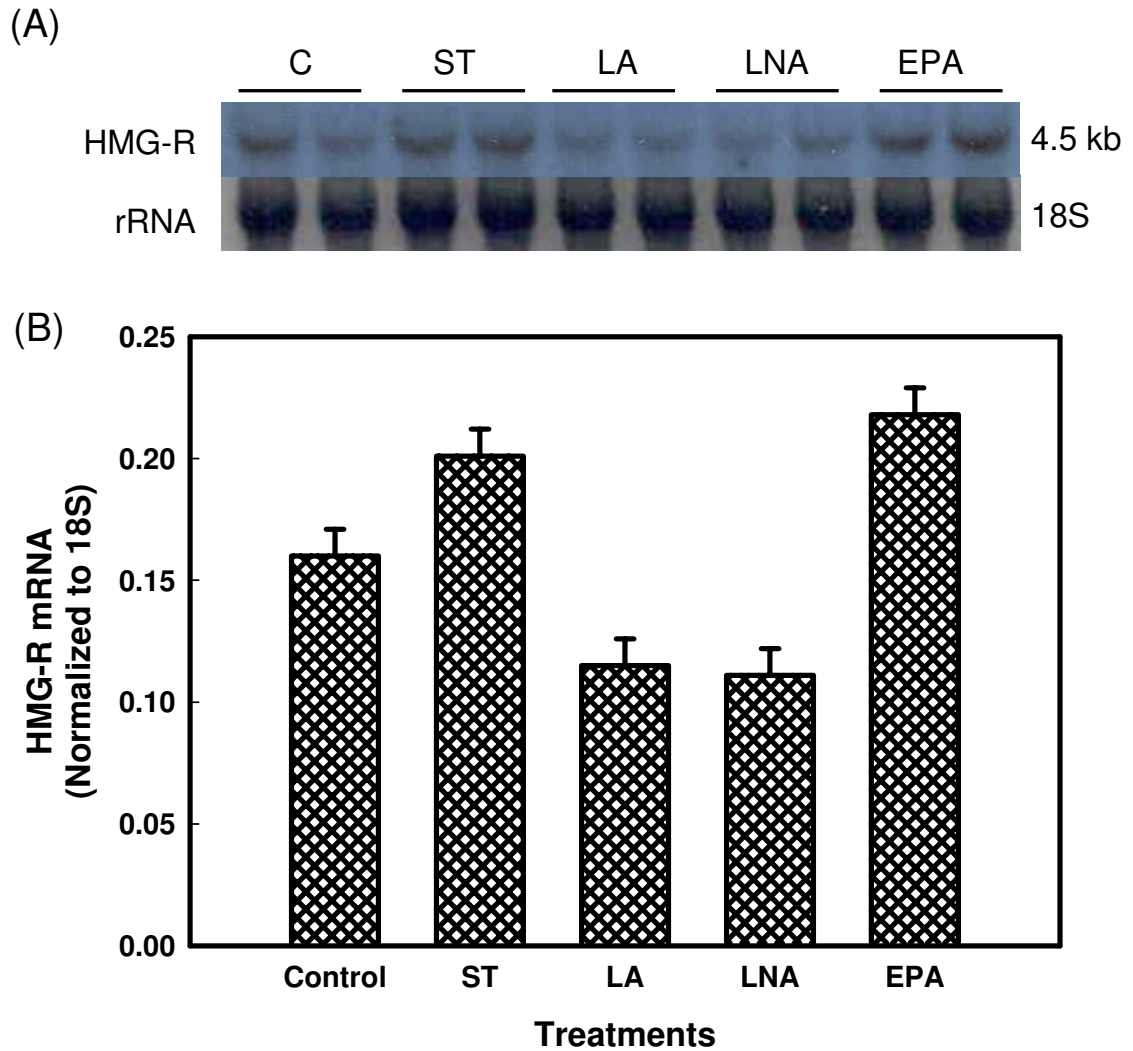 (A)
C ST LA LNA EPA
HMG-R 4.5 kb
rRNA 18S
(B)
0.25
0.20
0.15
0.10
0.05
0.00
HMG-R mRNA
(Normalized to 18S)
Control ST LA LNA EPA
Treatments